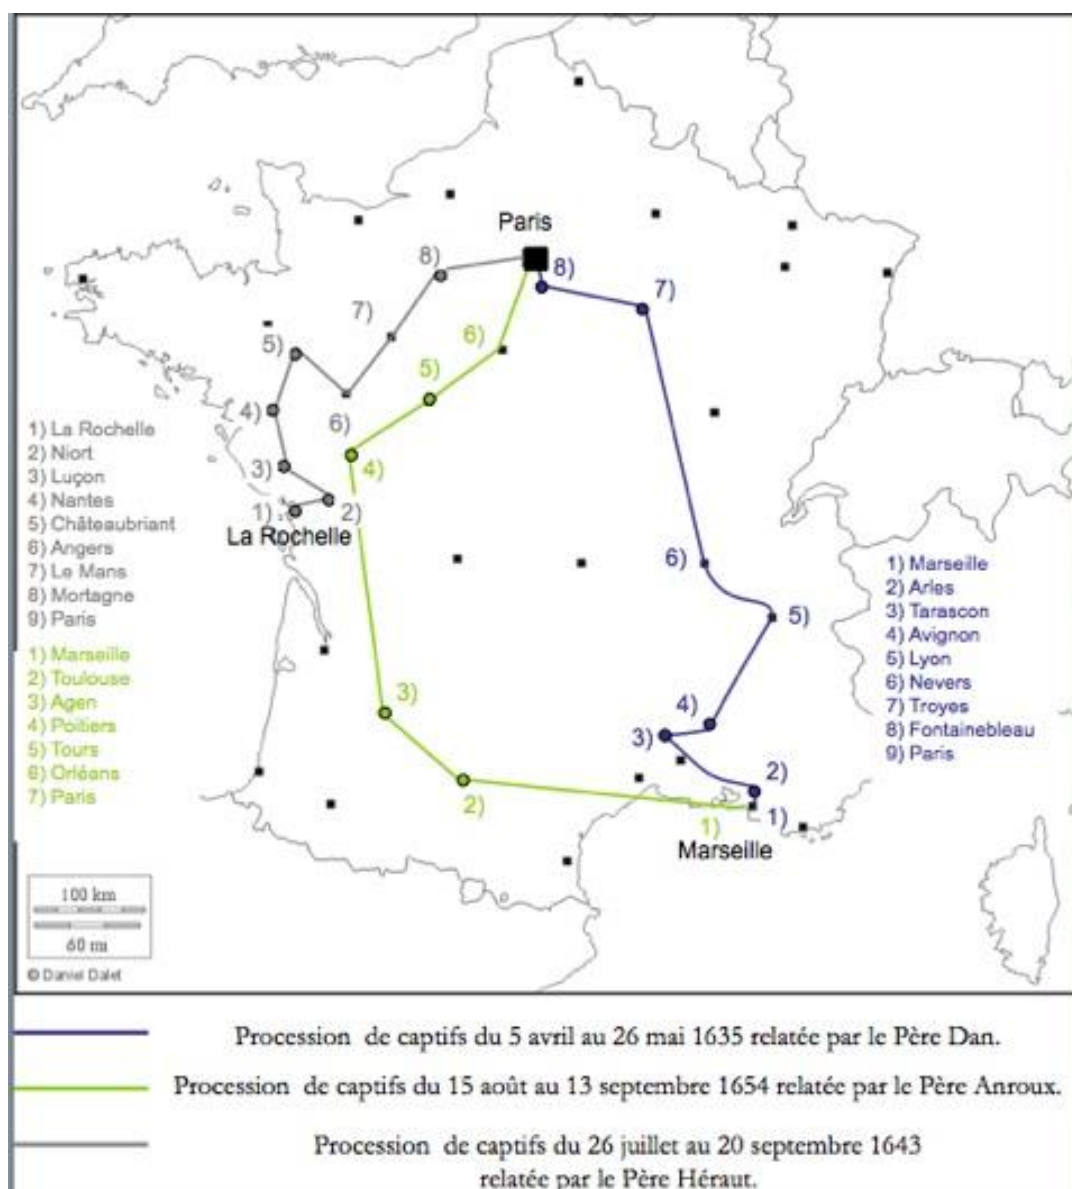 Paris
8)
8)
7)
7)
6)
5)
5)
4)
6)
3)
4)
1)
2)
La Rochelle
6)
5)
3)
4)
3)
2)
2)
1)
1)
Marseille
1) La Rochelle
2) Niort
3) Luçon
4) Nantes
5) Châteaubriant
6) Angers
7) Le Mans
8) Mortagne
9) Paris
1) Marseille
2) Toulouse
3) Agen
4) Poitiers
5) Tours
6) Orléans
7) Paris
1) Marseille
2) Arles
3) Tarascon
4) Avignon
5) Lyon
6) Nevers
7) Troyes
8) Fontainebleau
9) Paris
100 km
60 m
© Daniel Dalet
Procession de captifs du 5 avril au 26 mai 1635 relatée par le Père Dan.
Procession de captifs du 15 août au 13 septembre 1654 relatée par le Père Anroux.
Procession de captifs du 26 juillet au 20 septembre 1643
relatée par le Père Héraut.